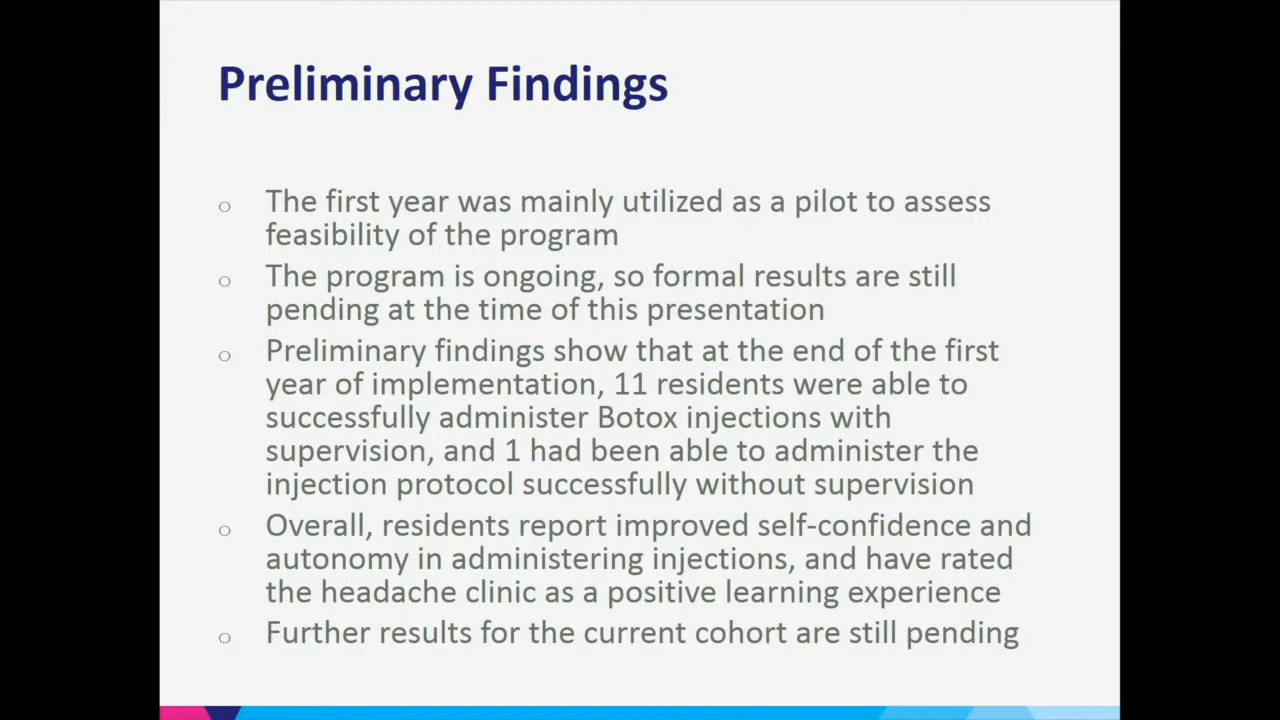 Preliminary Findings
○ The first year was mainly utilized as a pilot to assess
feasibility of the program
○ The program is ongoing, so formal results are still
pending at the time of this presentation
○ Preliminary findings show that at the end of the first
year of implementation, 11 residents were able to
successfully administer Botox injections with
supervision, and 1 had been able to administer the
injection protocol successfully without supervision
○ Overall, residents report improved self-confidence and
autonomy in administering injections, and have rated
the headache clinic as a positive learning experience
○ Further results for the current cohort are still pending